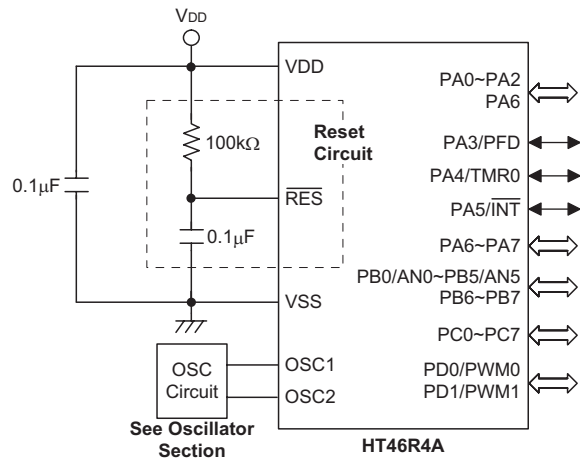 VDD
VDD
PA0~PA2
PA6
Reset
Circuit
100kΩ
PA3/PFD
PA4/TMR0
0.1μF
RES
PA5/INT
0.1μF
PA6~PA7
PB0/AN0~PB5/AN5
PB6~PB7
VSS
PC0~PC7
OSC
Circuit
OSC1
OSC2
PD0/PWM0
PD1/PWM1
See Oscillator
Section
HT46R4A